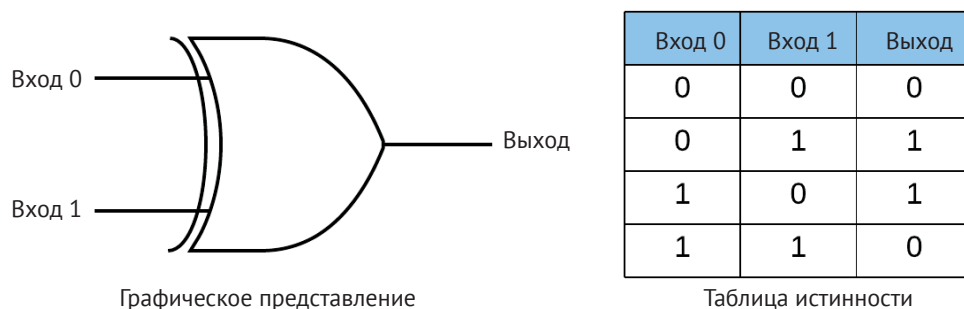 Вход 0
Вход 1
Выход
Графическое представление
Вход 0 Вход 1 Выход
0 0 0
0 1 1
1 0 1
1 1 0
Таблица истинности